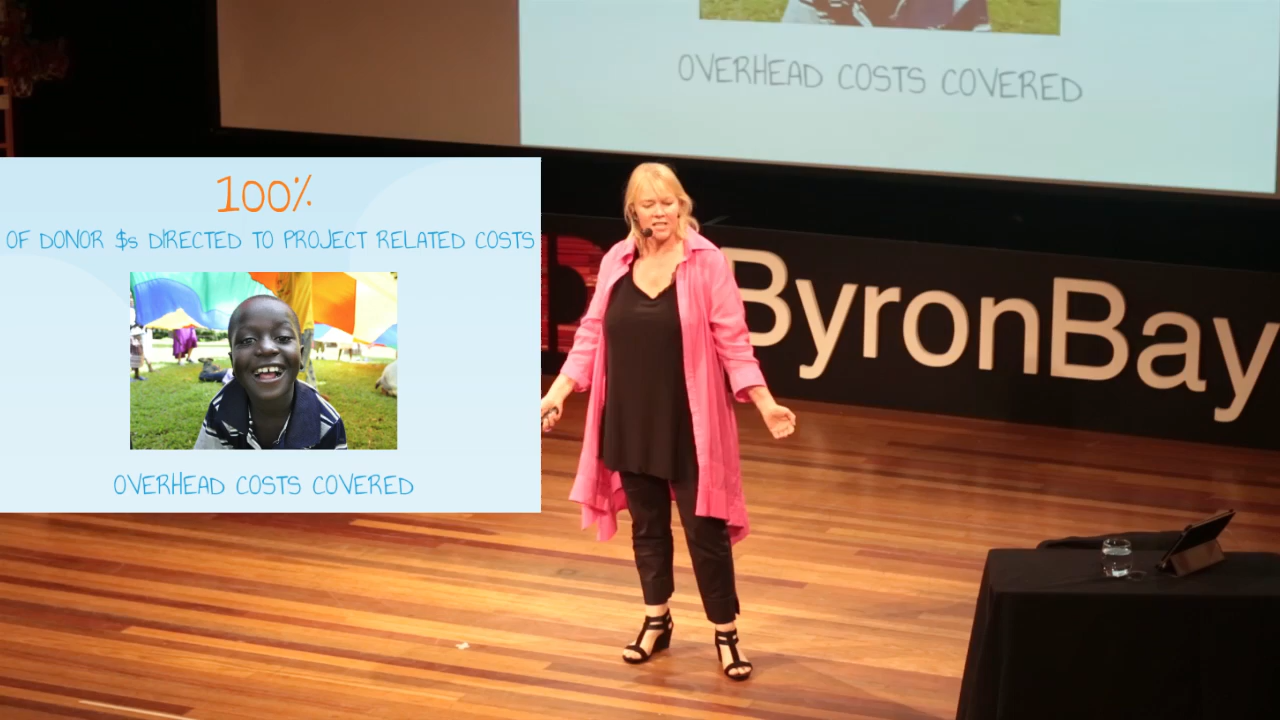 OVERHEAD COSTS COVERED
100%
OF DONOR $s DIRECTED TO PROJECT RELATED COSTS
OVERHEAD COSTS COVERED
ByronBay